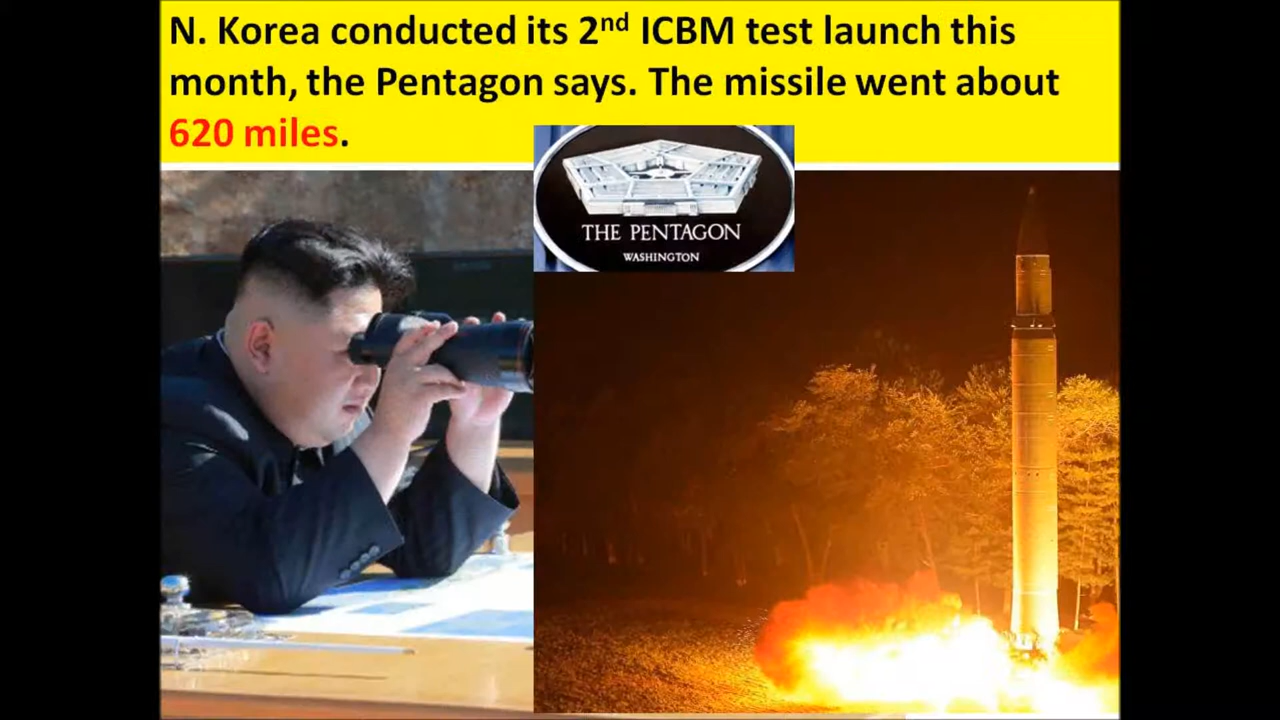 N. Korea conducted its 2nd ICBM test launch this
month, the Pentagon says. The missile went about
620 miles.
THE PENTAGON
WASHINGTON